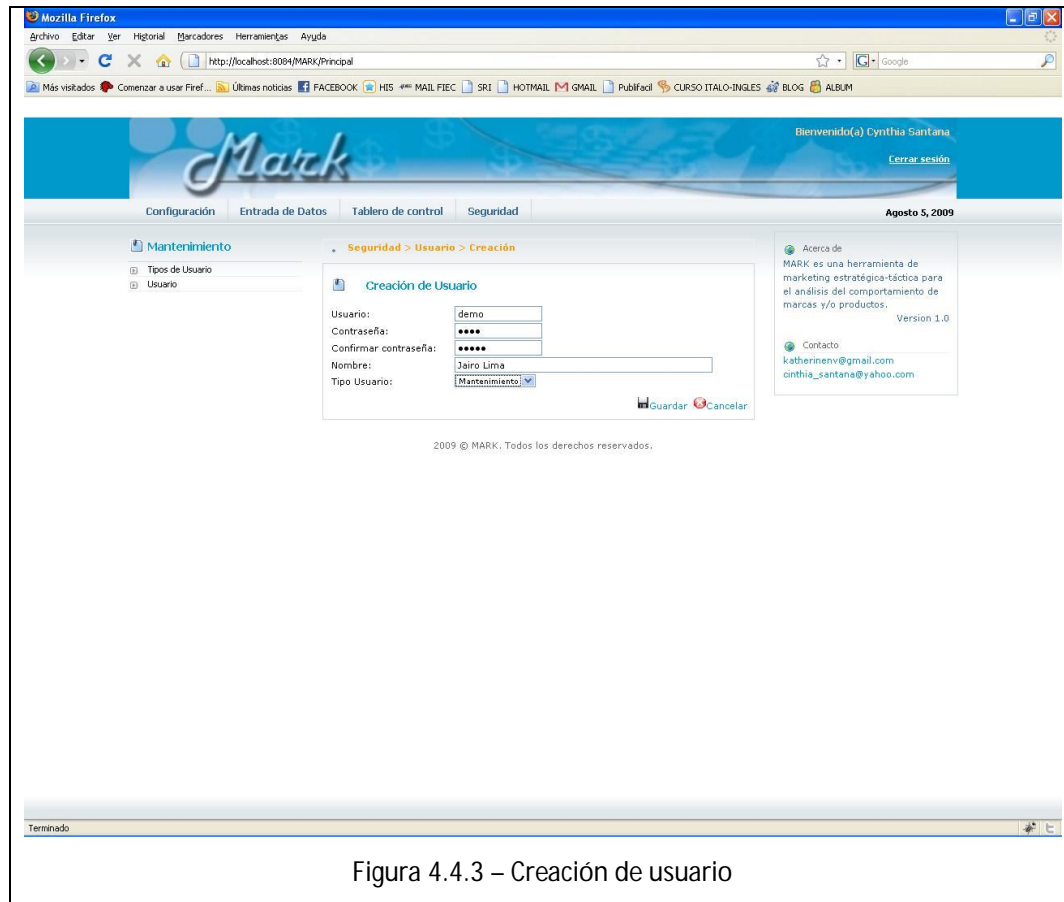 Mozilla Firefox
Archivo Editar Ver Historial Marcadores Herramientas Ayuda
http://localhost:8084/MARK/Principal
Google
Más visitados Comenzar a usar Firef... Últimas noticias FACEBOOK HI5 MAIL FIEC SRI HOTMAIL GMAIL Publifacil CURSO ITALO-INGLES BLOG ALBUM
Mark
Bienvenido(a) Cynthia Santana
Cerrar sesión
Configuración Entrada de Datos Tablero de control Seguridad
Agosto 5, 2009
Mantenimiento
Tipos de Usuario
Usuario
Seguridad > Usuario > Creación
Creación de Usuario
Usuario: demo
Contraseña: ••••
Confirmar contraseña: •••••
Nombre: Jairo Lima
Tipo Usuario: Mantenimiento
Guardar Cancelar
Acerca de
MARK es una herramienta de
marketing estratégica-táctica para
el análisis del comportamiento de
marcas y/o productos.
Version 1.0
Contacto
katherinenv@gmail.com
cinthia_santana@yahoo.com
2009 © MARK. Todos los derechos reservados.
Terminado
Figura 4.4.3 – Creación de usuario